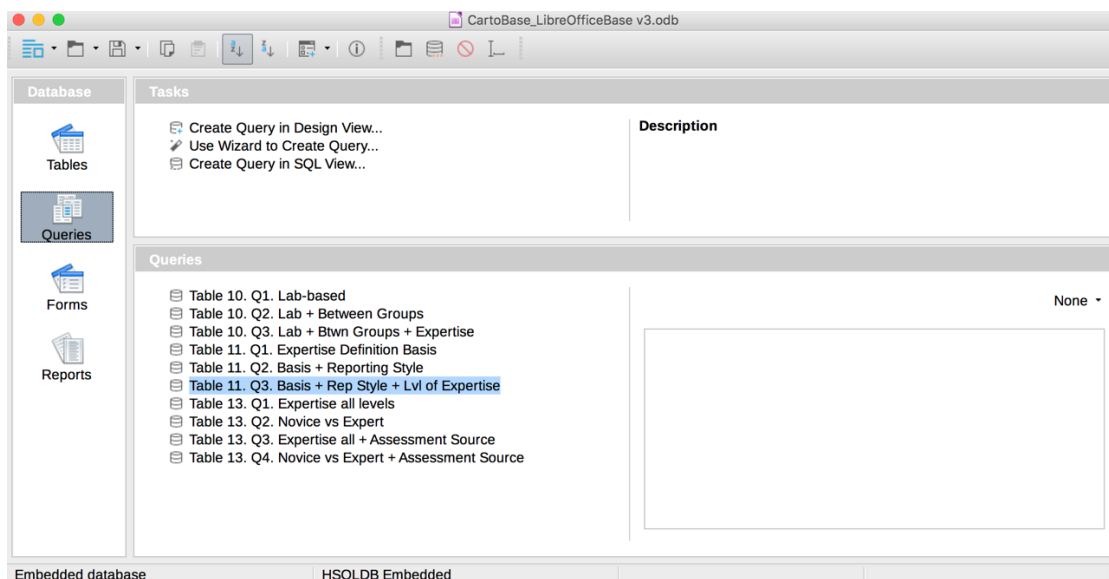 CartoBase_LibreOfficeBase v3.odb
Database
Tables
Queries
Forms
Reports
Tasks
Create Query in Design View...
Use Wizard to Create Query...
Create Query in SQL View...
Description
Queries
Table 10. Q1. Lab-based
Table 10. Q2. Lab + Between Groups
Table 10. Q3. Lab + Btwn Groups + Expertise
Table 11. Q1. Expertise Definition Basis
Table 11. Q2. Basis + Reporting Style
Table 11. Q3. Basis + Rep Style + Lvl of Expertise
Table 13. Q1. Expertise all levels
Table 13. Q2. Novice vs Expert
Table 13. Q3. Expertise all + Assessment Source
Table 13. Q4. Novice vs Expert + Assessment Source
None
Embedded database
HSQLDB Embedded